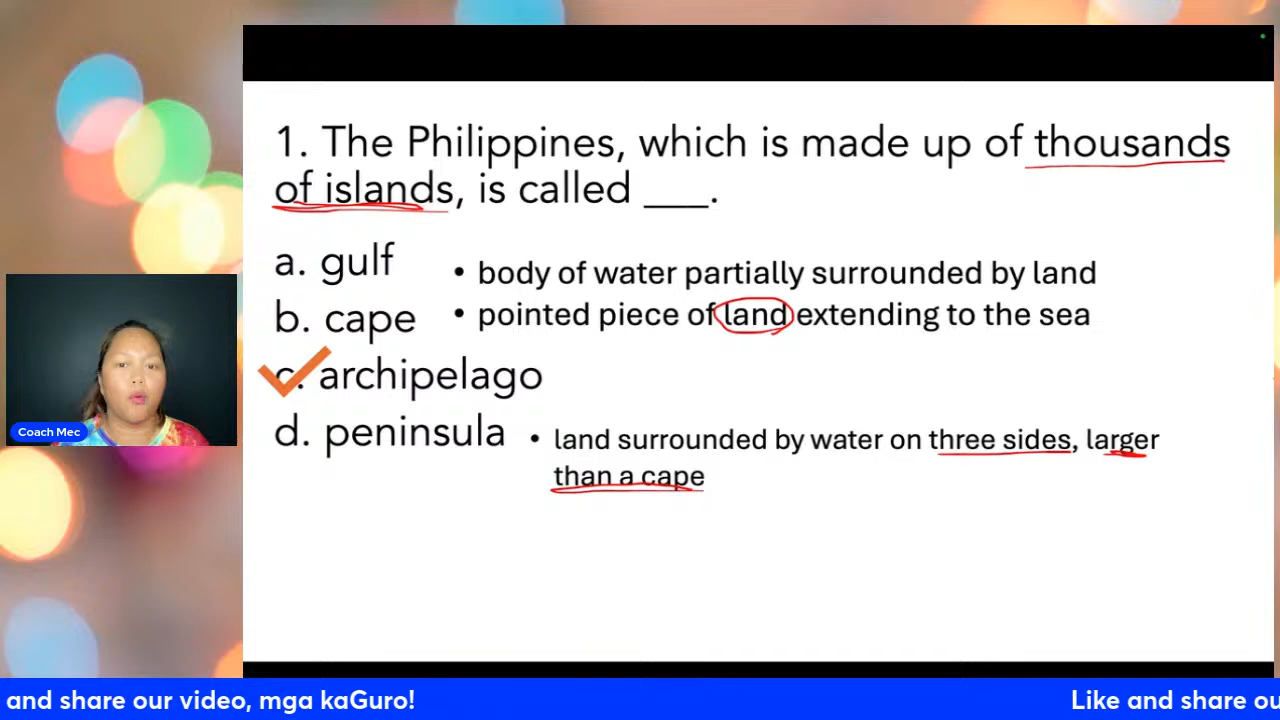 1. The Philippines, which is made up of thousands
of islands, is called ___.
a. gulf
• body of water partially surrounded by land
b. cape
• pointed piece of land extending to the sea
c. archipelago
d. peninsula
• land surrounded by water on three sides, larger
than a cape
Coach Mec
and share our video, mga kaGuro!
Like and share ou